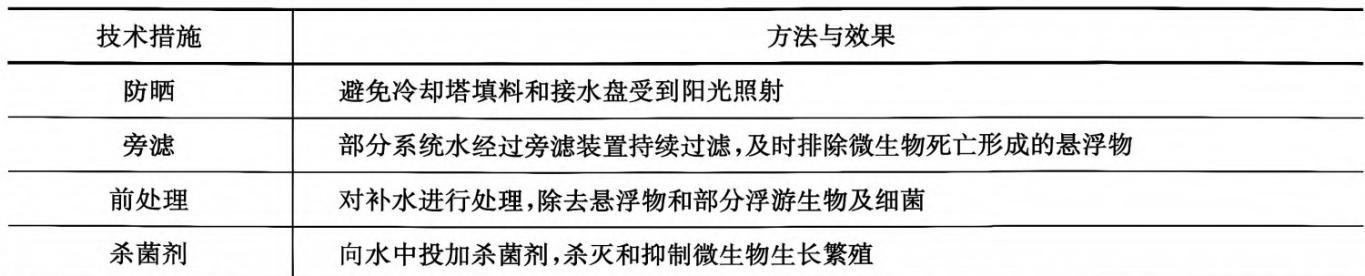 技术措施 方法与效果
防晒 避免冷却塔填料和接水盘受到阳光照射
旁滤 部分系统水经过旁滤装置持续过滤,及时排除微生物死亡形成的悬浮物
前处理 对补水进行处理,除去悬浮物和部分浮游生物及细菌
杀菌剂 向水中投加杀菌剂,杀灭和抑制微生物生长繁殖